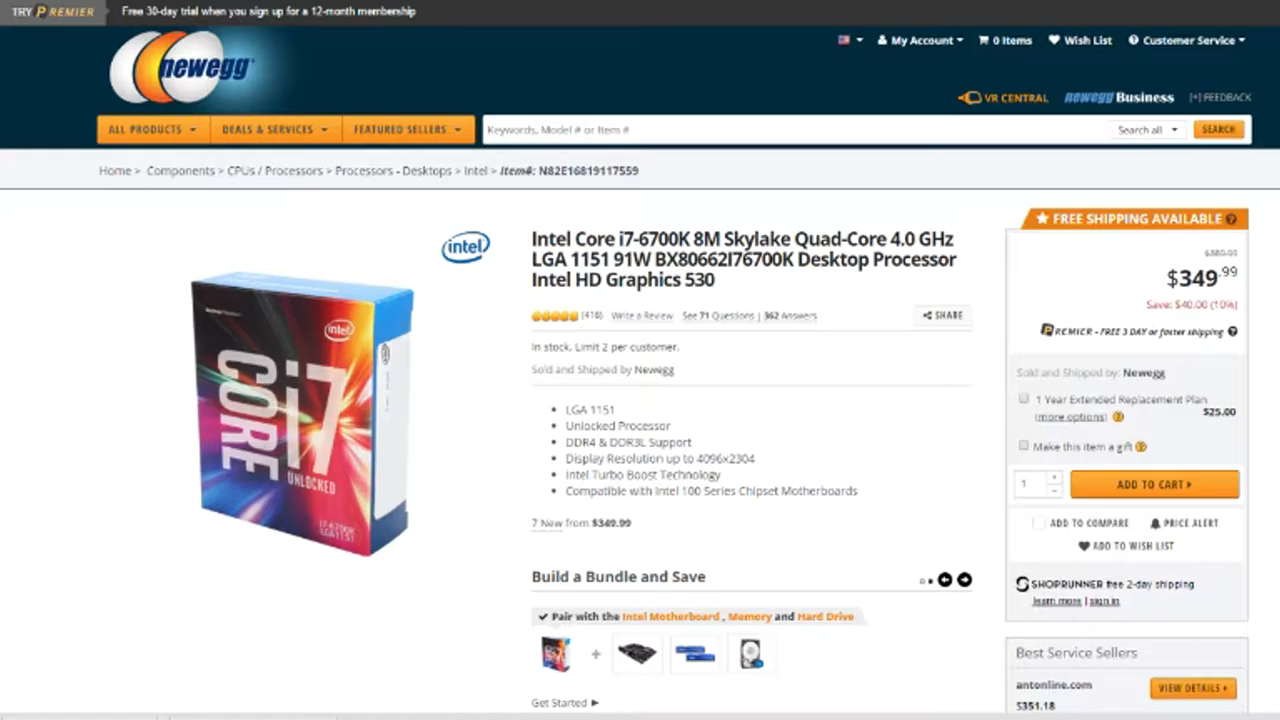 TRY PREMIER Free 30-day trial when you sign up for a 12-month membership
newegg
My Account 0 Items Wish List Customer Service
VR CENTRAL newegg Business [+] FEEDBACK
ALL PRODUCTS DEALS & SERVICES FEATURED SELLERS Keywords, Model # or Item # Search all SEARCH
Home > Components > CPUs / Processors > Processors - Desktops > Intel > Item#: N82E16819117559
FREE SHIPPING AVAILABLE
intel
Intel Core i7-6700K 8M Skylake Quad-Core 4.0 GHz
LGA 1151 91W BX80662I76700K Desktop Processor
Intel HD Graphics 530
(416) Write a Review See 71 Questions | 362 Answers SHARE
In stock. Limit 2 per customer.
Sold and Shipped by Newegg
LGA 1151
Unlocked Processor
DDR4 & DDR3L Support
Display Resolution up to 4096x2304
Intel Turbo Boost Technology
Compatible with Intel 100 Series Chipset Motherboards
7 New from $349.99
intel
CORE i7
UNLOCKED
i7-6700K
LGA1151
Build a Bundle and Save
Pair with the Intel Motherboard , Memory and Hard Drive
+
Get Started
$389.99
$349.99
Save: $40.00 (10%)
PREMIER - FREE 3 DAY or faster shipping
Sold and Shipped by: Newegg
1 Year Extended Replacement Plan
(more options) $25.00
Make this item a gift
1 ADD TO CART
ADD TO COMPARE PRICE ALERT
ADD TO WISH LIST
SHOPRUNNER free 2-day shipping
learn more | sign in
Best Service Sellers
antonline.com VIEW DETAILS
$351.18